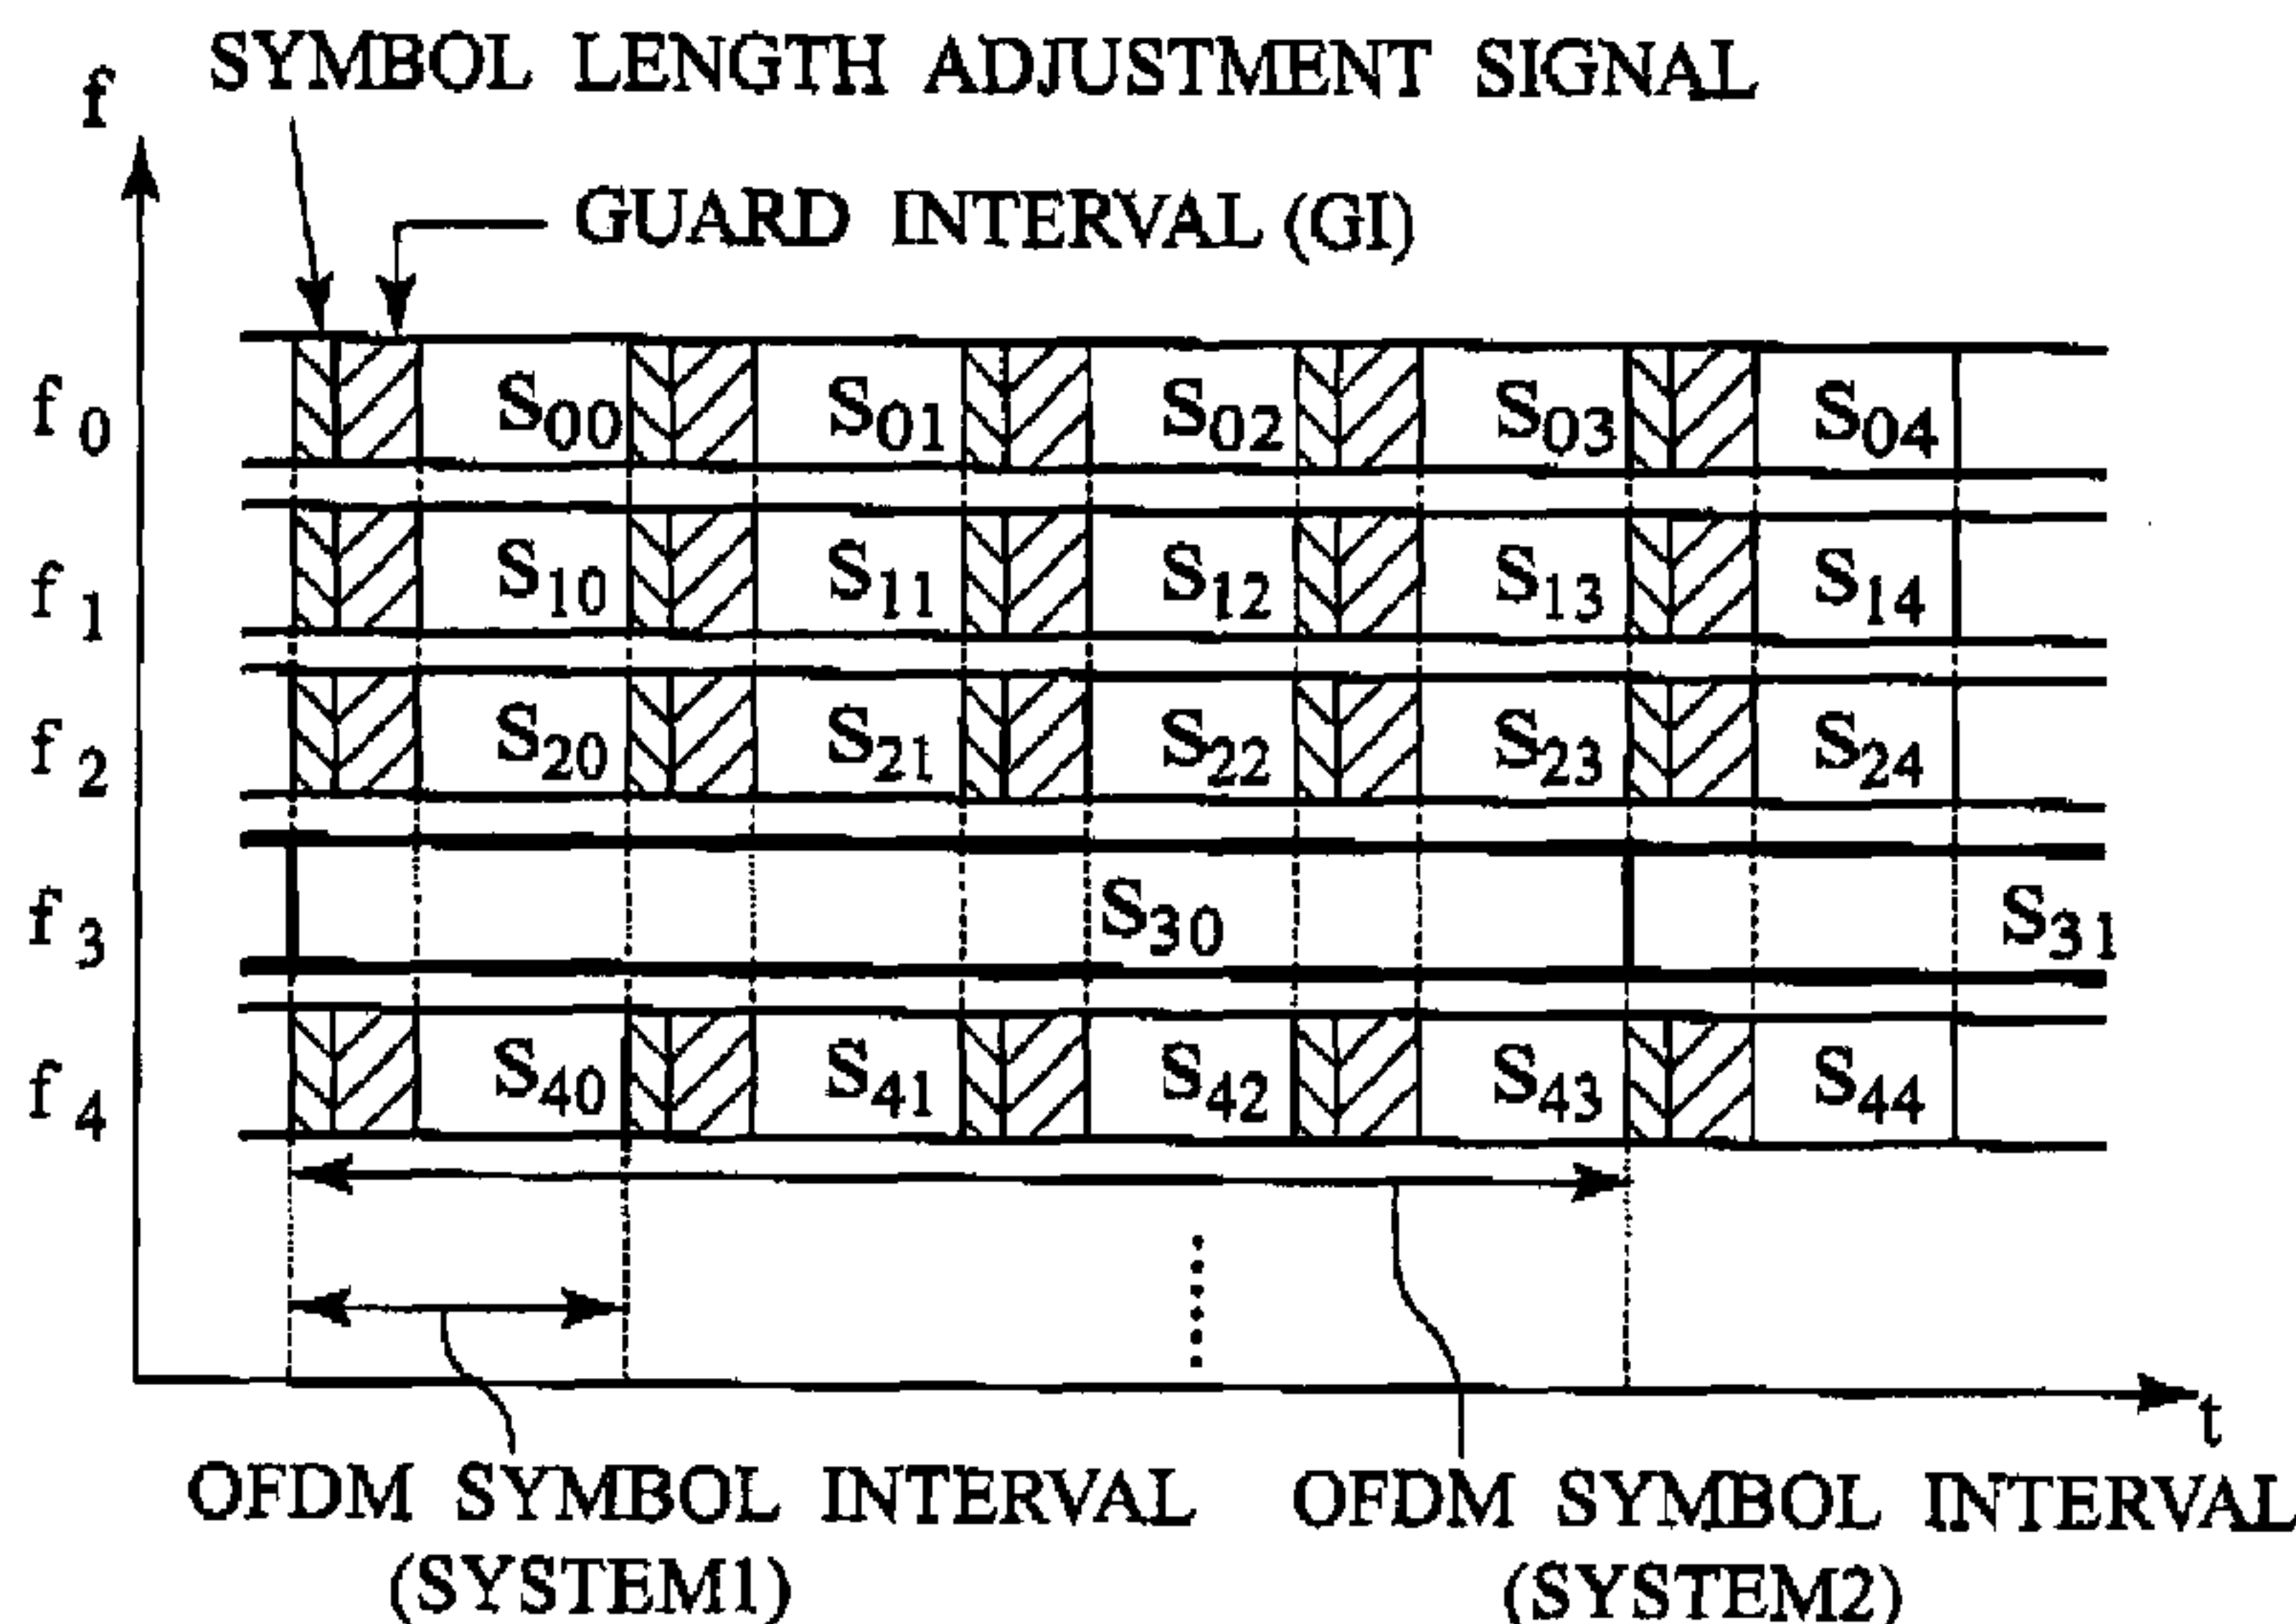 SYMBOL LENGTH ADJUSTMENT SIGNAL
f
GUARD INTERVAL (GI)
f0 S00 S01 S02 S03 S04
f1 S10 S11 S12 S13 S14
f2 S20 S21 S22 S23 S24
f3 S30 S31
f4 S40 S41 S42 S43 S44
t
OFDM SYMBOL INTERVAL (SYSTEM1)
OFDM SYMBOL INTERVAL (SYSTEM2)